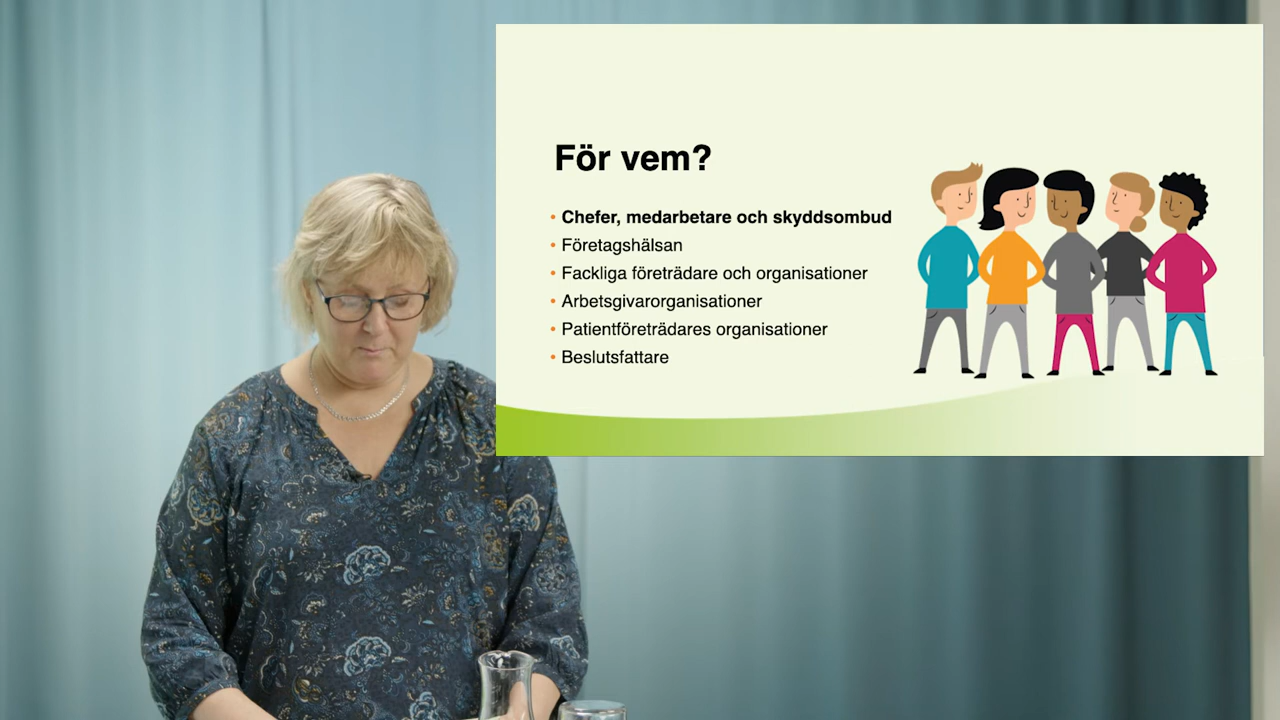 För vem?
• Chefer, medarbetare och skyddsombud
• Företagshälsan
• Fackliga företrädare och organisationer
• Arbetsgivarorganisationer
• Patientföreträdares organisationer
• Beslutsfattare